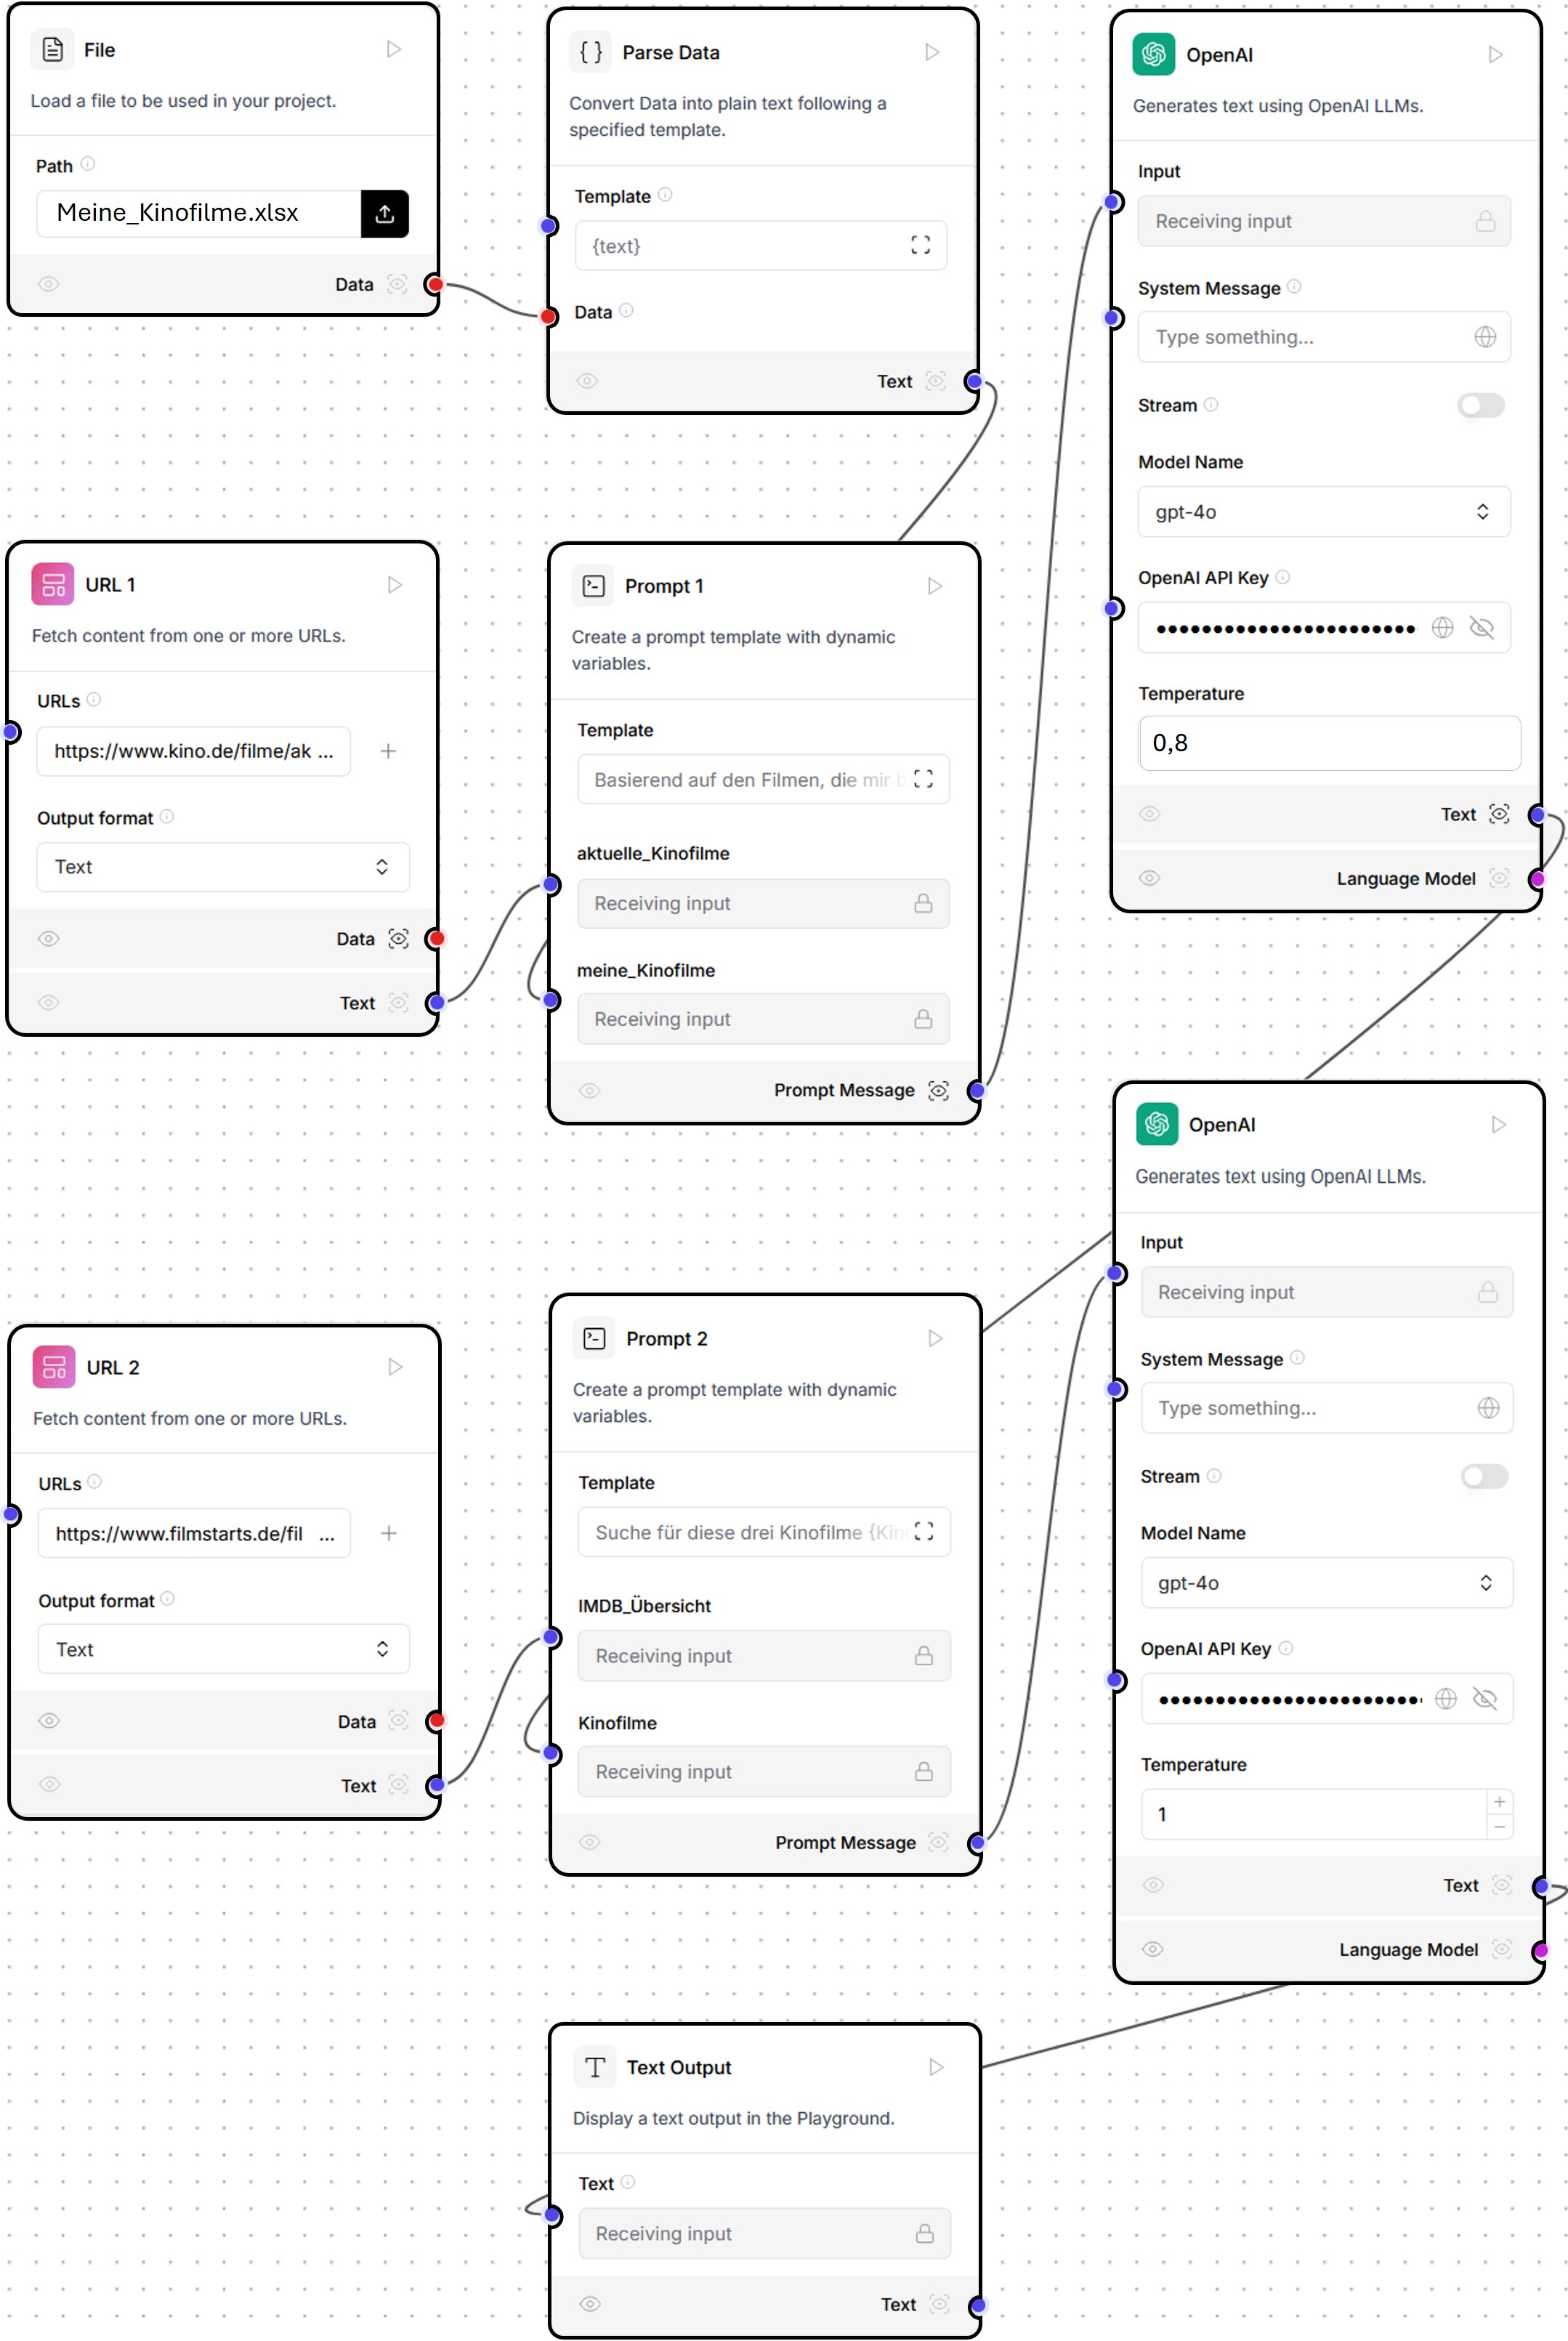 File
Load a file to be used in your project.
Path
Meine_Kinofilme.xlsx
Data
Parse Data
Convert Data into plain text following a
specified template.
Template
{text}
Data
Text
OpenAI
Generates text using OpenAI LLMs.
Input
Receiving input
System Message
Type something...
Stream
Model Name
gpt-4o
OpenAI API Key
Temperature
0,8
Text
Language Model
URL 1
Fetch content from one or more URLs.
URLs
https://www.kino.de/filme/ak ...
Output format
Text
Data
Text
Prompt 1
Create a prompt template with dynamic
variables.
Template
Basierend auf den Filmen, die mir b
aktuelle_Kinofilme
Receiving input
meine_Kinofilme
Receiving input
Prompt Message
OpenAI
Generates text using OpenAI LLMs.
Input
Receiving input
System Message
Type something...
Stream
Model Name
gpt-4o
OpenAI API Key
Temperature
1
Text
Language Model
URL 2
Fetch content from one or more URLs.
URLs
https://www.filmstarts.de/fil ...
Output format
Text
Data
Text
Prompt 2
Create a prompt template with dynamic
variables.
Template
Suche für diese drei Kinofilme {Kin
IMDB_Übersicht
Receiving input
Kinofilme
Receiving input
Prompt Message
Text Output
Display a text output in the Playground.
Text
Receiving input
Text